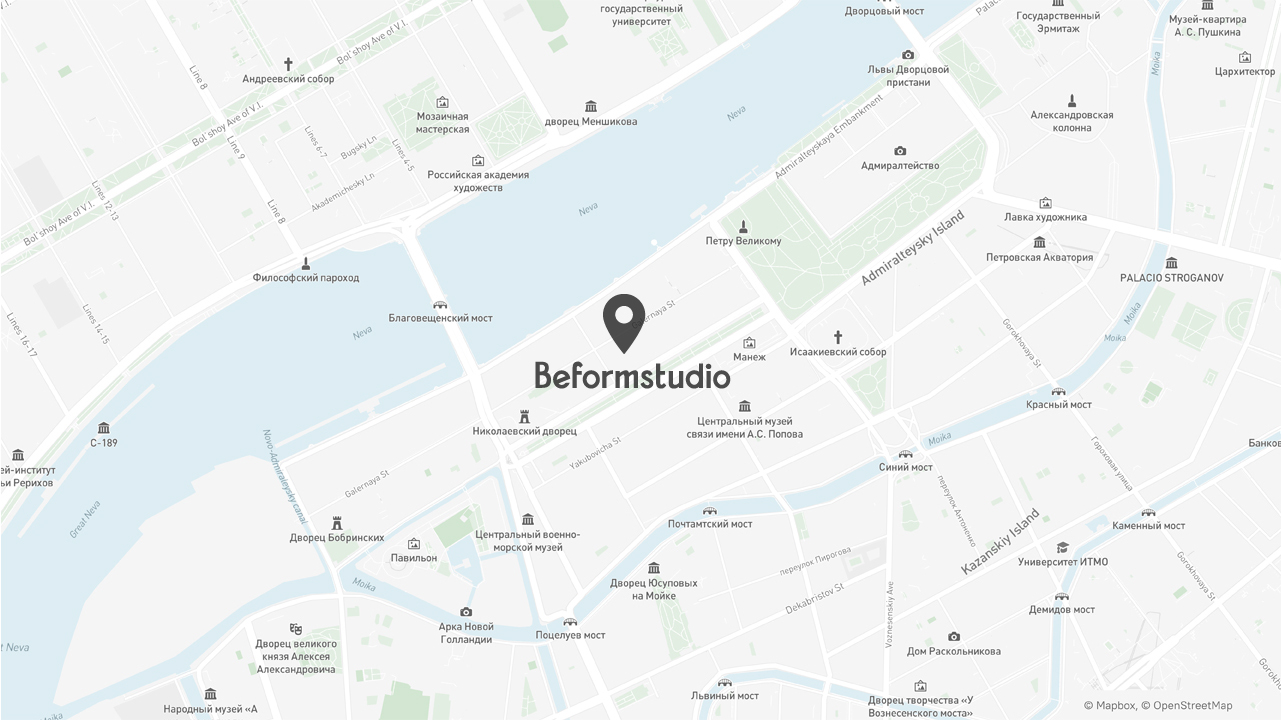 государственный
университет
Дворцовый мост
Государственный
Эрмитаж
Музей-квартира
А. С. Пушкина
Bol'shoy Ave of V.I.
Андреевский собор
Line 8
Львы Дворцовой
пристани
Moika
Цархитектор
Мозаичная
мастерская
дворец Меншикова
Neva
Александровская
колонна
Bol'shoy Ave of V.I.
Line 9
Lines 6-7
Bugsky Ln
Lines 4-5
Admiralteyskaya Embankment
Адмиралтейство
Российская академия
художеств
Akademichesky Ln
Lines 12-13
Line 8
Neva
Лавка художника
Bol'shoy Ave of V.I.
Петру Великому
Admiralteysky Island
Петровская Акватория
Философский пароход
PALACIO STROGANOV
Благовещенский мост
Galernaya St
Moika
Neva
Lines 14-15
Lines 16-17
Манеж
Исаакиевский собор
Gorokhovaya St
Moika
Beformstudio
Красный мост
Николаевский дворец
Центральный музей
связи имени А.С. Попова
С-189
Moika
Yakubovicha St
Novo-Admiraleysky canal
Гороховая улица
Синий мост
ей-институт
ьи Рерихов
Galernaya St
Great Neva
переулок Антоненко
Почтамтский мост
Каменный мост
Kazanskiy Island
Дворец Бобринских
Центральный военно-
морской музей
Павильон
переулок Пирогова
Университет ИТМО
Gorokhovaya St
Moika
Дворец Юсуповых
на Мойке
Dekabristov St
Voznesenskiy Ave
Демидов мост
Арка Новой
Голландии
Поцелуев мост
Дворец великого
князя Алексея
Александровича
Дом Раскольникова
t Neva
Львиный мост
Дворец творчества «У
Вознесенского моста»
Народный музей «А
© Mapbox, © OpenStreetMap